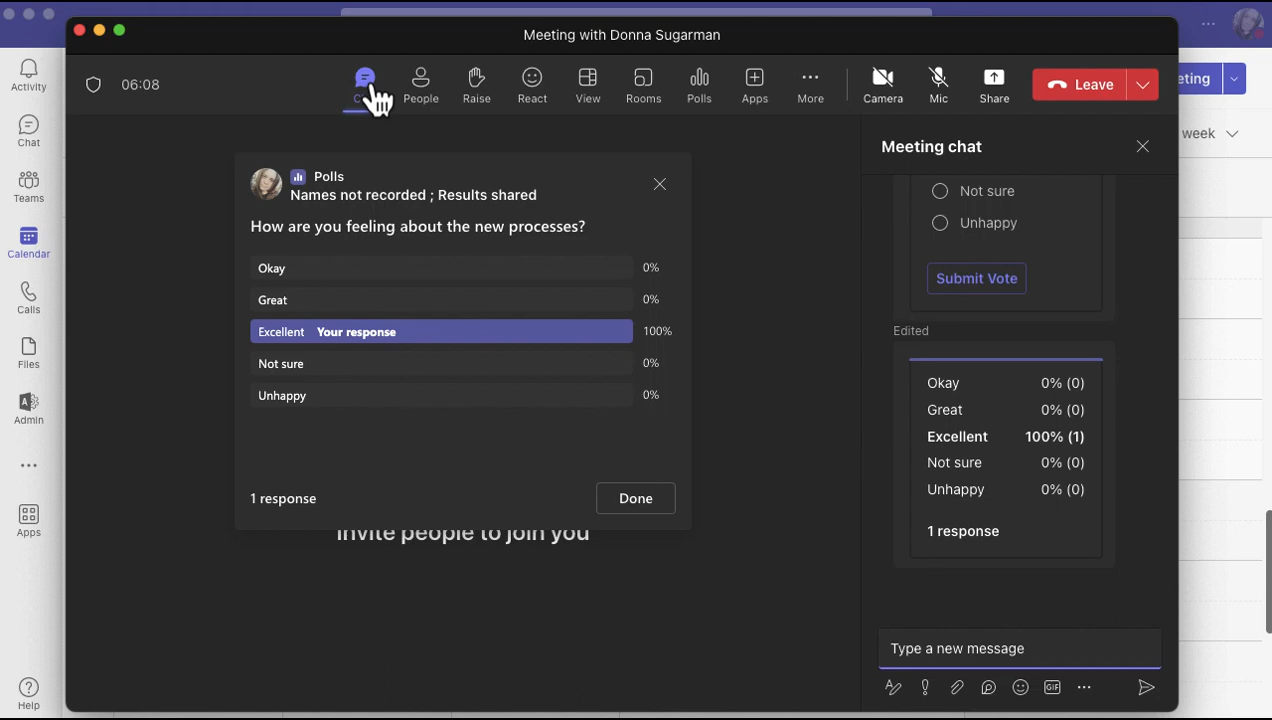 Meeting with Donna Sugarman
06:08
People
Raise
React
View
Rooms
Polls
Apps
More
Camera
Mic
Share
Leave
eting
week
Activity
Chat
Teams
Calendar
Calls
Files
Admin
Apps
Help
Polls
Names not recorded ; Results shared
How are you feeling about the new processes?
Okay 0%
Great 0%
Excellent Your response 100%
Not sure 0%
Unhappy 0%
1 response
Done
Invite people to join you
Meeting chat
Not sure
Unhappy
Submit Vote
Edited
Okay 0% (0)
Great 0% (0)
Excellent 100% (1)
Not sure 0% (0)
Unhappy 0% (0)
1 response
Type a new message
GIF